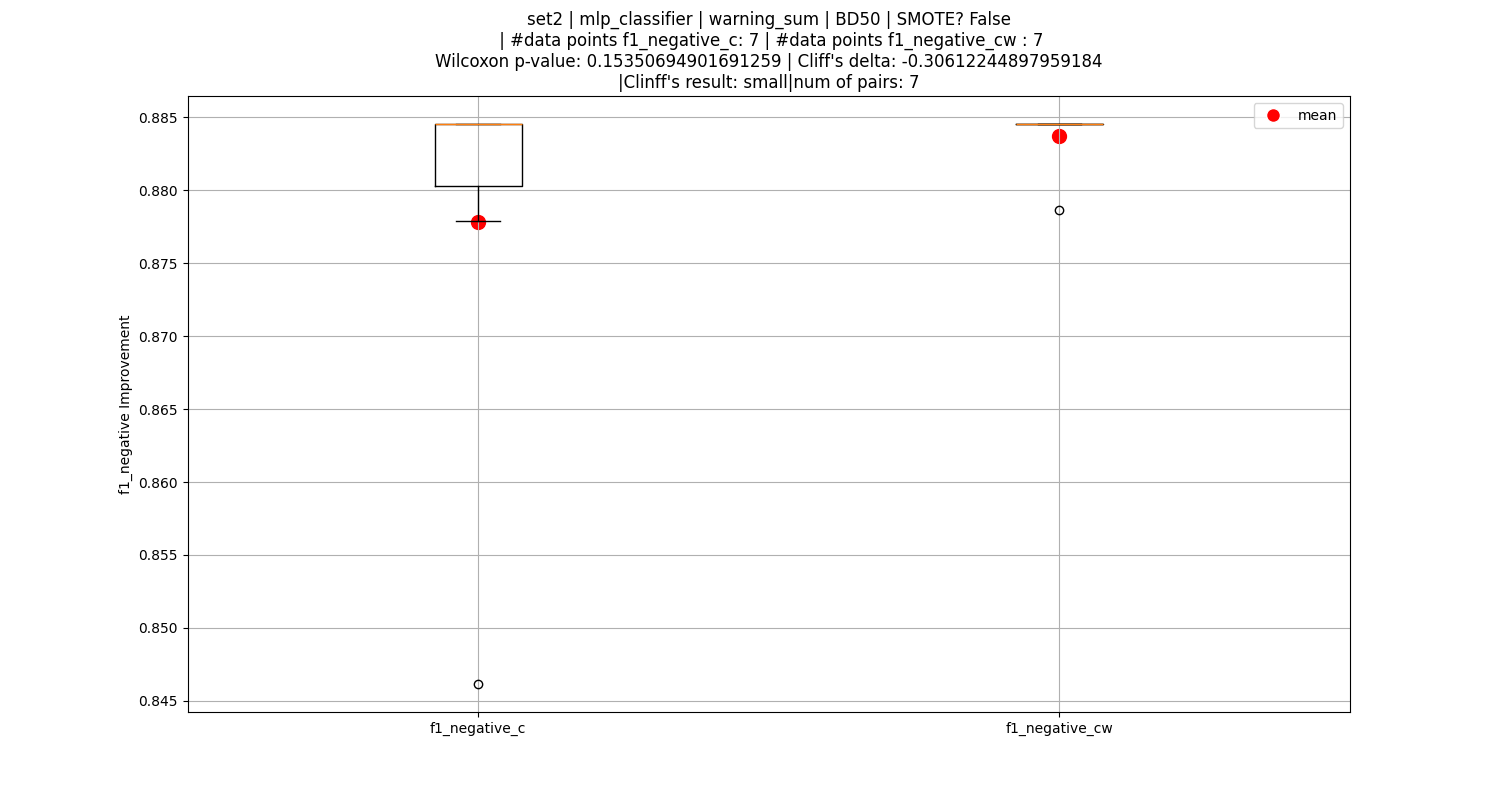 set2 | mlp_classifier | warning_sum | BD50 | SMOTE? False
| #data points f1_negative_c: 7 | #data points f1_negative_cw : 7
Wilcoxon p-value: 0.15350694901691259 | Cliff's delta: -0.30612244897959184
|Clinff's result: small|num of pairs: 7
mean
f1_negative Improvement
0.885
0.880
0.875
0.870
0.865
0.860
0.855
0.850
0.845
f1_negative_c
f1_negative_cw